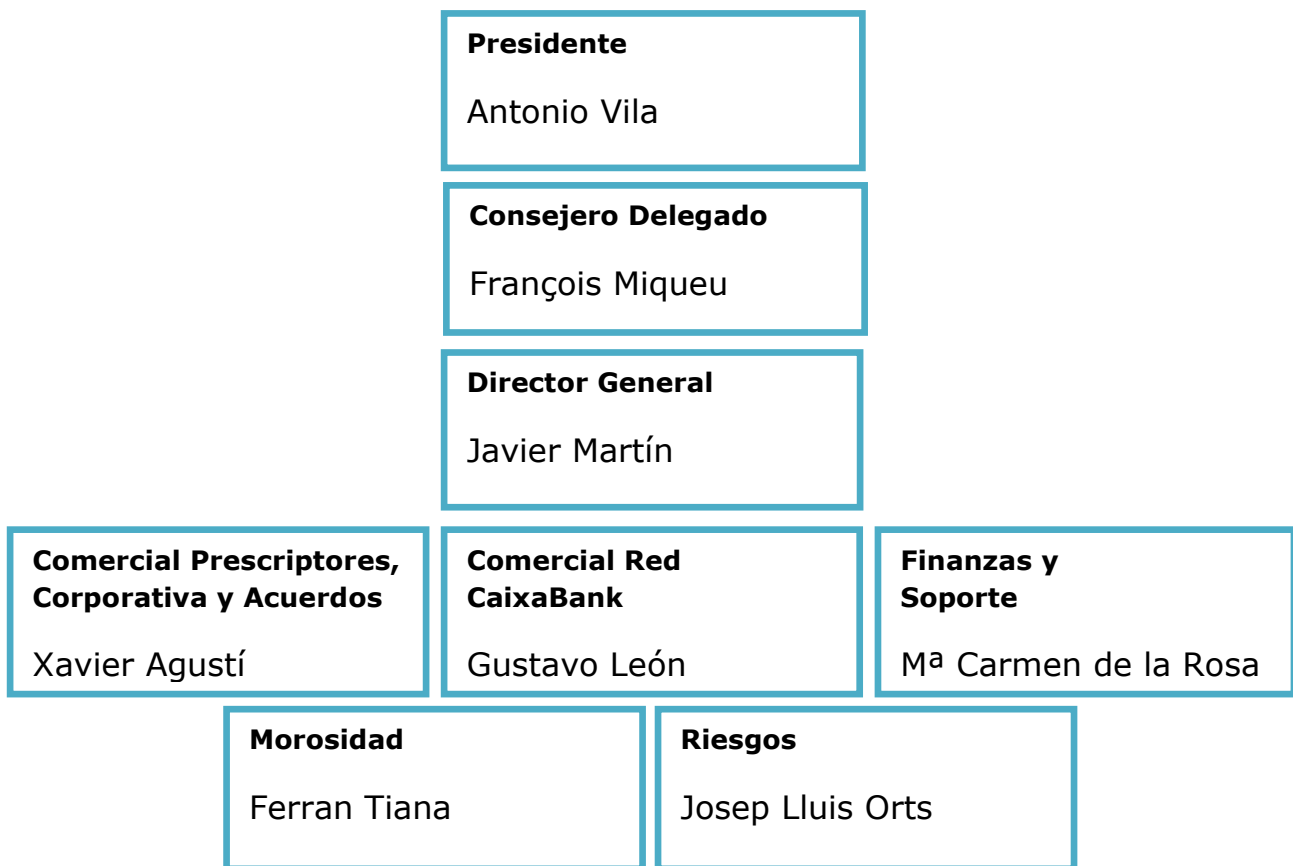 Presidente
Antonio Vila
Consejero Delegado
François Miqueu
Director General
Javier Martín
Comercial Prescriptores,
Corporativa y Acuerdos
Xavier Agustí
Comercial Red
CaixaBank
Gustavo León
Finanzas y
Soporte
Mª Carmen de la Rosa
Morosidad
Ferran Tiana
Riesgos
Josep Lluis Orts